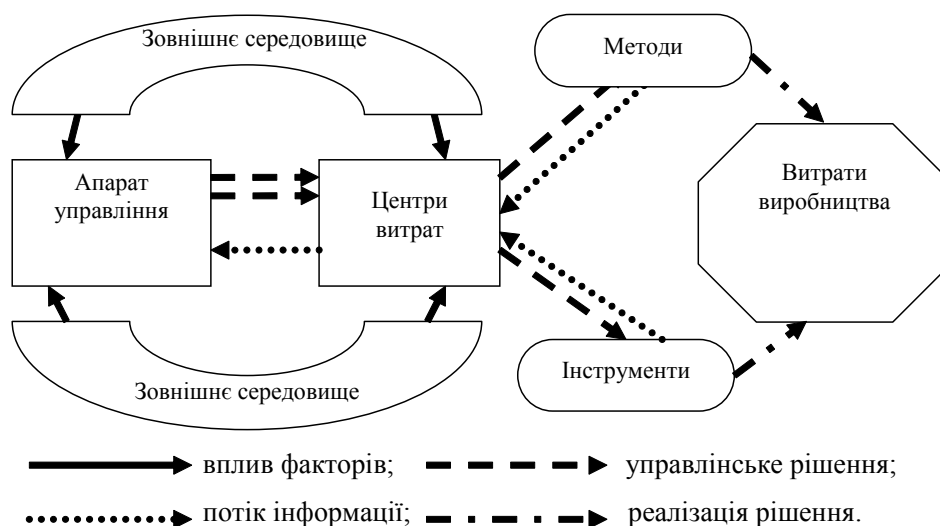 Зовнішнє середовище
Методи
Апарат
управління
Центри
витрат
Витрати
виробництва
Зовнішнє середовище
Інструменти
вплив факторів;
управлінське рішення;
потік інформації;
реалізація рішення.